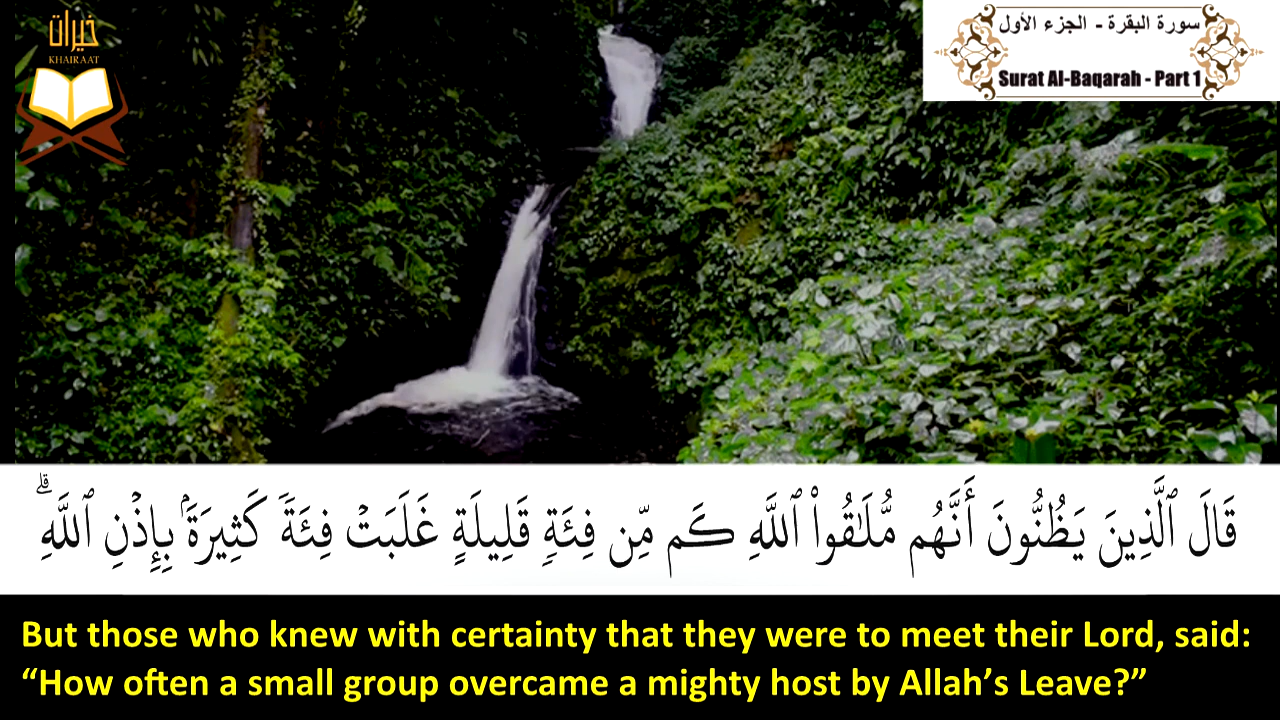 خيرات
KHAIRAAT
سورة البقرة - الجزء الأول
Surat Al-Baqarah - Part 1
قَالَ ٱلَّذِينَ يَظُنُّونَ أَنَّهُم مُّلَـٰقُوا۟ ٱللَّهِ كَم مِّن فِئَةٍۢ قَلِيلَةٍ غَلَبَتْ فِئَةًۭ كَثِيرَةًۢ بِإِذْنِ ٱللَّهِ ۗ
But those who knew with certainty that they were to meet their Lord, said:
“How often a small group overcame a mighty host by Allah’s Leave?”